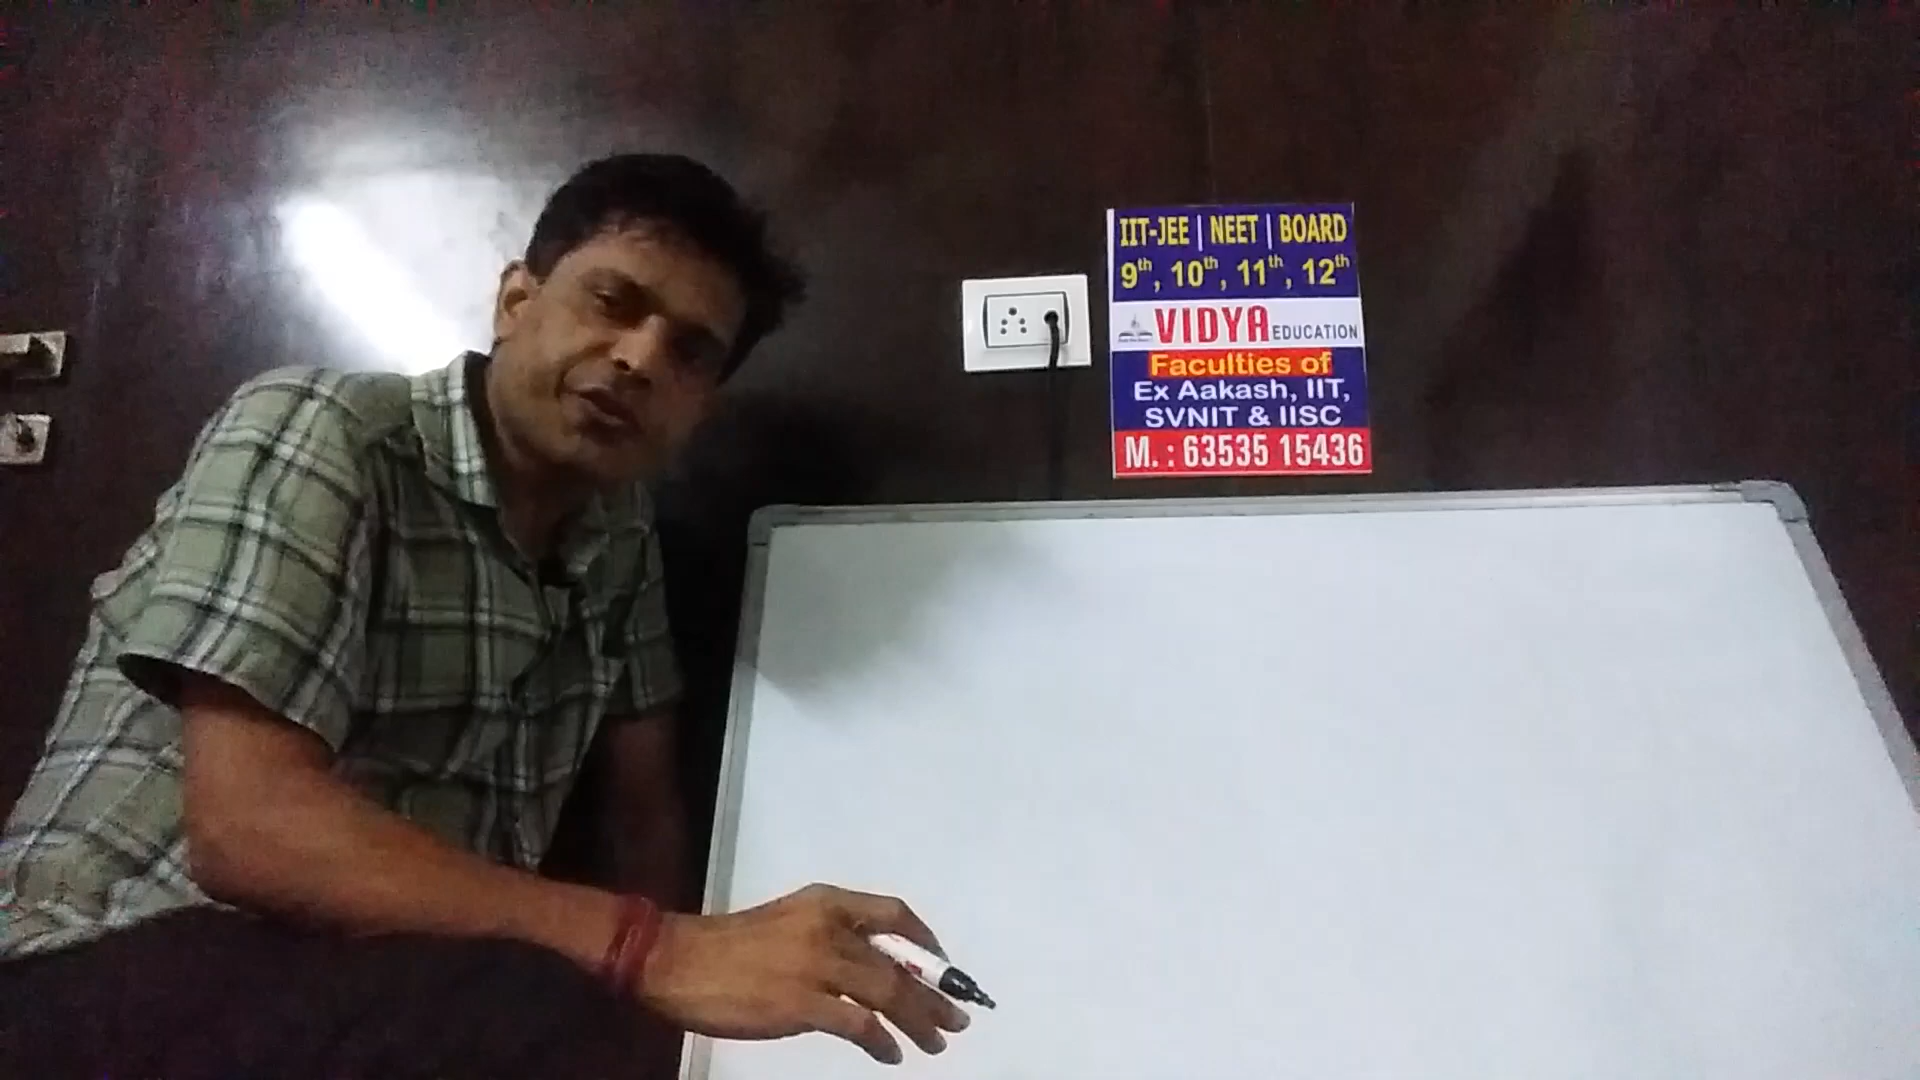 IIT-JEE | NEET | BOARD
9th, 10th, 11th, 12th
VIDYA EDUCATION
Faculties of
Ex Aakash, IIT,
SVNIT & IISC
M. : 63535 15436